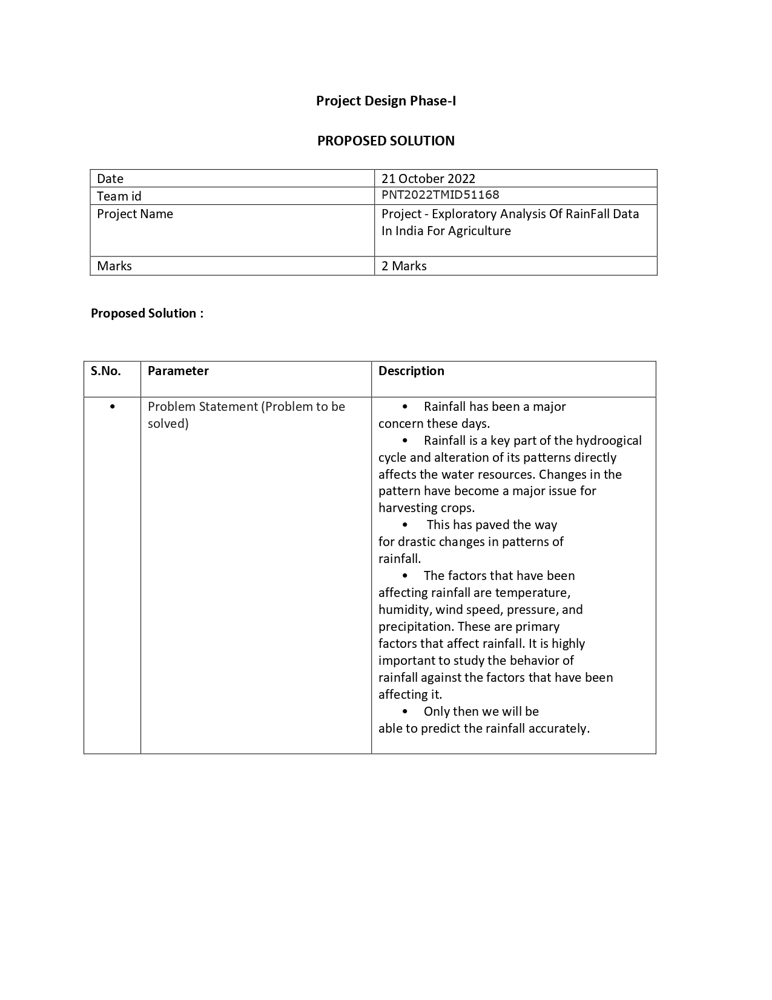 Project Design Phase-I
PROPOSED SOLUTION
Date 21 October 2022
Team id PNT2022TMID51168
Project Name Project - Exploratory Analysis Of RainFall Data
In India For Agriculture
Marks 2 Marks
Proposed Solution :
S.No. Parameter Description
• Problem Statement (Problem to be
solved)
• Rainfall has been a major
concern these days.
• Rainfall is a key part of the hydroogical
cycle and alteration of its patterns directly
affects the water resources. Changes in the
pattern have become a major issue for
harvesting crops.
• This has paved the way
for drastic changes in patterns of
rainfall.
• The factors that have been
affecting rainfall are temperature,
humidity, wind speed, pressure, and
precipitation. These are primary
factors that affect rainfall. It is highly
important to study the behavior of
rainfall against the factors that have been
affecting it.
• Only then we will be
able to predict the rainfall accurately.